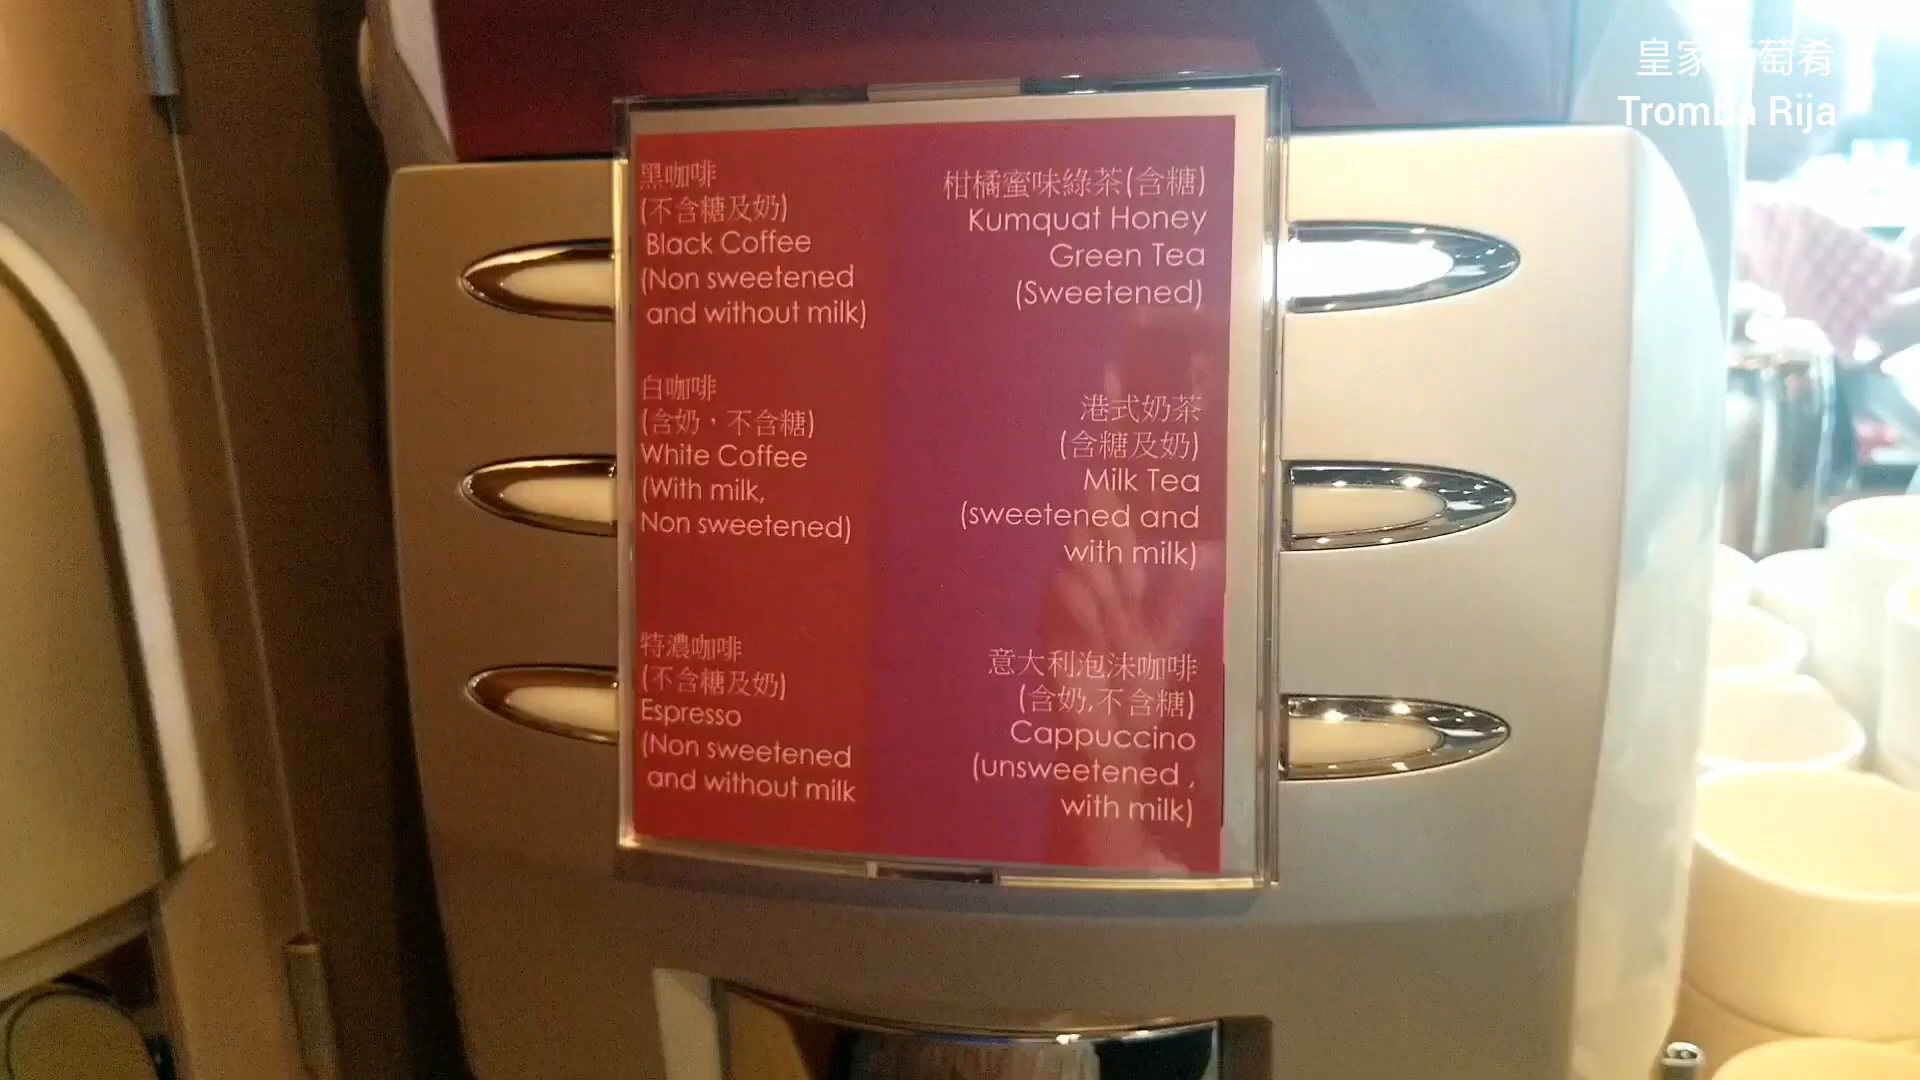 皇家 萄肴
Tromba Rija
黑咖啡
(不含糖及奶)
Black Coffee
(Non sweetened
and without milk)
白咖啡
(含奶，不含糖)
White Coffee
(With milk,
Non sweetened)
特濃咖啡
(不含糖及奶)
Espresso
(Non sweetened
and without milk
柑橘蜜味綠茶(含糖)
Kumquat Honey
Green Tea
(Sweetened)
港式奶茶
(含糖及奶)
Milk Tea
(sweetened and
with milk)
意大利泡沫咖啡
(含奶,不含糖)
Cappuccino
(unsweetened ,
with milk)